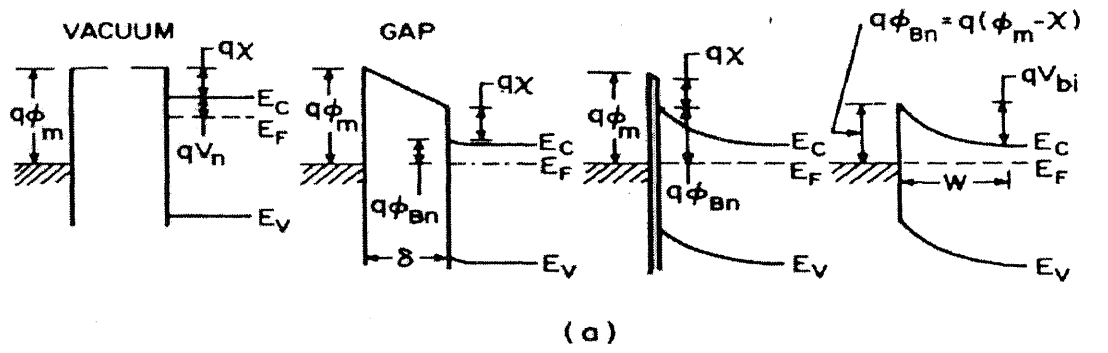 VACUUM
qχ
qϕm
EC
EF
qVn
EV
GAP
qχ
qϕm
EC
EF
qϕBn
δ
EV
qχ
qϕm
EC
EF
qϕBn
EV
qϕBn = q(ϕm-χ)
qVbi
EC
EF
W
EV
(a)